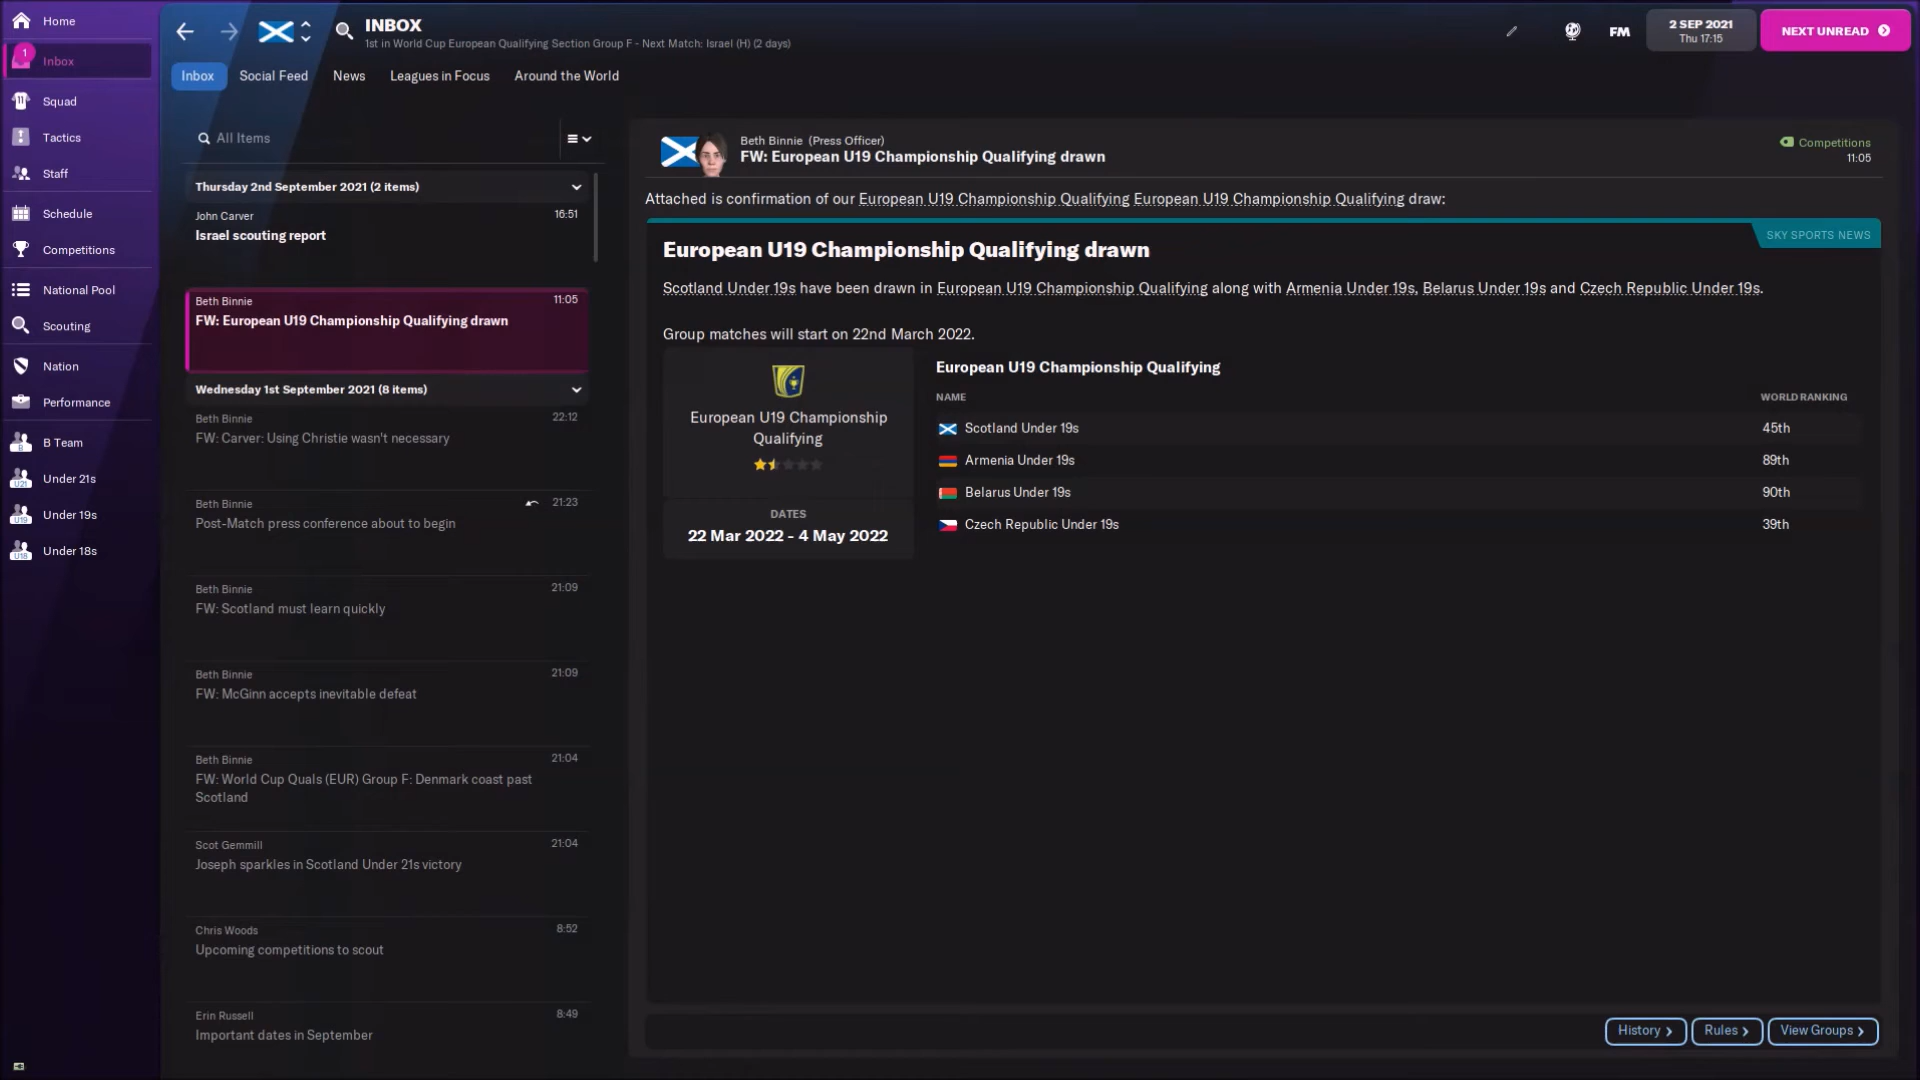 Home
1
Inbox
Squad
Tactics
Staff
Schedule
Competitions
National Pool
Scouting
Nation
Performance
B Team
Under 21s
Under 19s
Under 18s
INBOX
1st in World Cup European Qualifying Section Group F - Next Match: Israel (H) (2 days)
FM
2 SEP 2021
Thu 17:15
NEXT UNREAD
Inbox
Social Feed
News
Leagues in Focus
Around the World
All Items
Thursday 2nd September 2021 (2 items)
John Carver
16:51
Israel scouting report
Beth Binnie
11:05
FW: European U19 Championship Qualifying drawn
Wednesday 1st September 2021 (8 items)
Beth Binnie
22:12
FW: Carver: Using Christie wasn't necessary
Beth Binnie
21:23
Post-Match press conference about to begin
Beth Binnie
21:09
FW: Scotland must learn quickly
Beth Binnie
21:09
FW: McGinn accepts inevitable defeat
Beth Binnie
21:04
FW: World Cup Quals (EUR) Group F: Denmark coast past
Scotland
Scot Gemmill
21:04
Joseph sparkles in Scotland Under 21s victory
Chris Woods
8:52
Upcoming competitions to scout
Erin Russell
8:49
Important dates in September
Beth Binnie (Press Officer)
FW: European U19 Championship Qualifying drawn
Competitions
11:05
Attached is confirmation of our European U19 Championship Qualifying European U19 Championship Qualifying draw:
SKY SPORTS NEWS
European U19 Championship Qualifying drawn
Scotland Under 19s have been drawn in European U19 Championship Qualifying along with Armenia Under 19s, Belarus Under 19s and Czech Republic Under 19s.
Group matches will start on 22nd March 2022.
European U19 Championship
Qualifying
DATES
22 Mar 2022 - 4 May 2022
European U19 Championship Qualifying
NAME
WORLD RANKING
Scotland Under 19s
45th
Armenia Under 19s
89th
Belarus Under 19s
90th
Czech Republic Under 19s
39th
History
Rules
View Groups